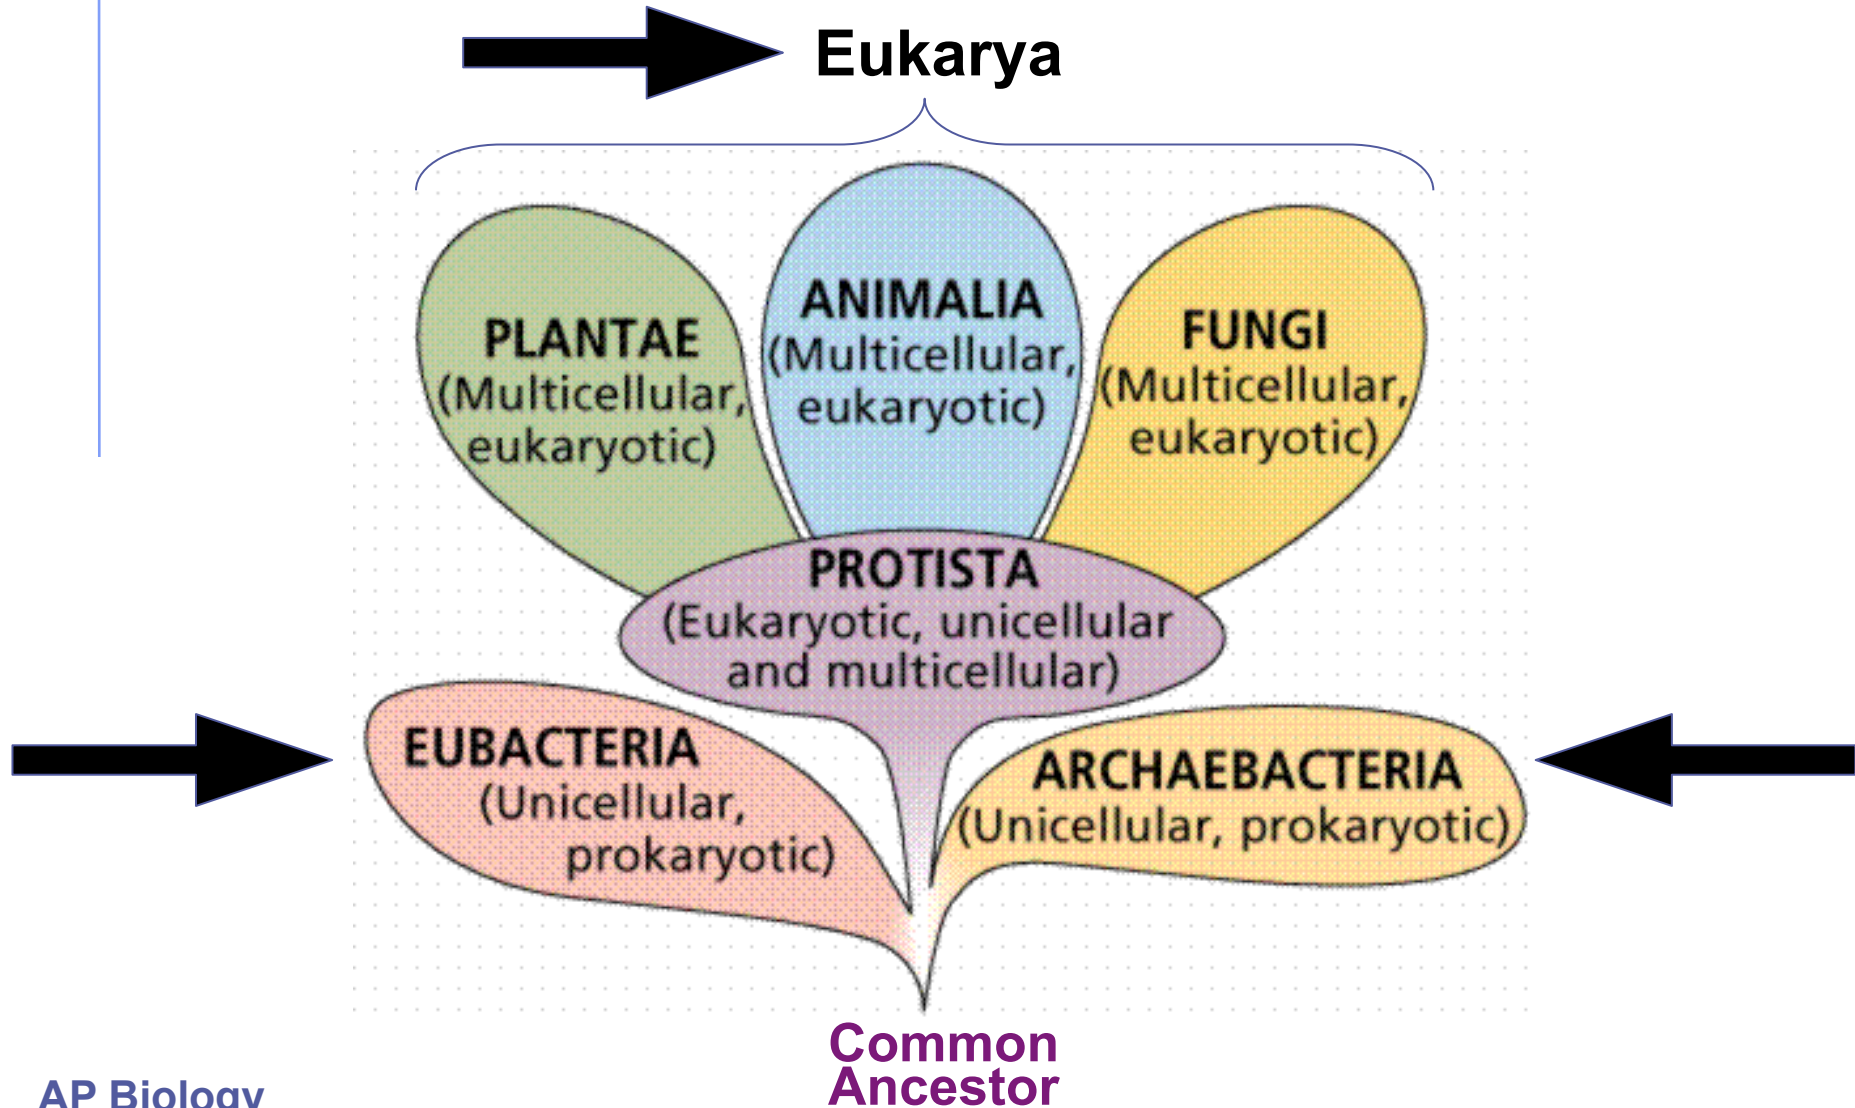 Eukarya
PLANTAE
(Multicellular,
eukaryotic)
ANIMALIA
(Multicellular,
eukaryotic)
FUNGI
(Multicellular,
eukaryotic)
PROTISTA
(Eukaryotic, unicellular
and multicellular)
EUBACTERIA
(Unicellular,
prokaryotic)
ARCHAEBACTERIA
(Unicellular, prokaryotic)
Common
Ancestor
AP Biology